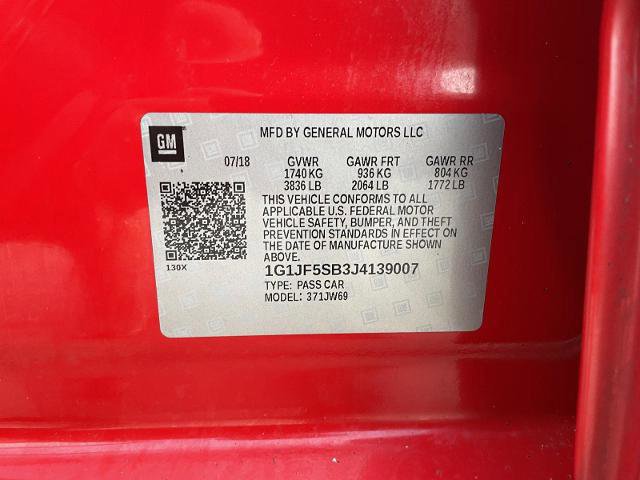 GM
MFD BY GENERAL MOTORS LLC
07/18 GVWR GAWR FRT GAWR RR
1740 KG 936 KG 804 KG
3836 LB 2064 LB 1772 LB
THIS VEHICLE CONFORMS TO ALL
APPLICABLE U.S. FEDERAL MOTOR
VEHICLE SAFETY, BUMPER, AND THEFT
PREVENTION STANDARDS IN EFFECT ON
THE DATE OF MANUFACTURE SHOWN
ABOVE.
130X
1G1JF5SB3J4139007
TYPE: PASS CAR
MODEL: 371JW69